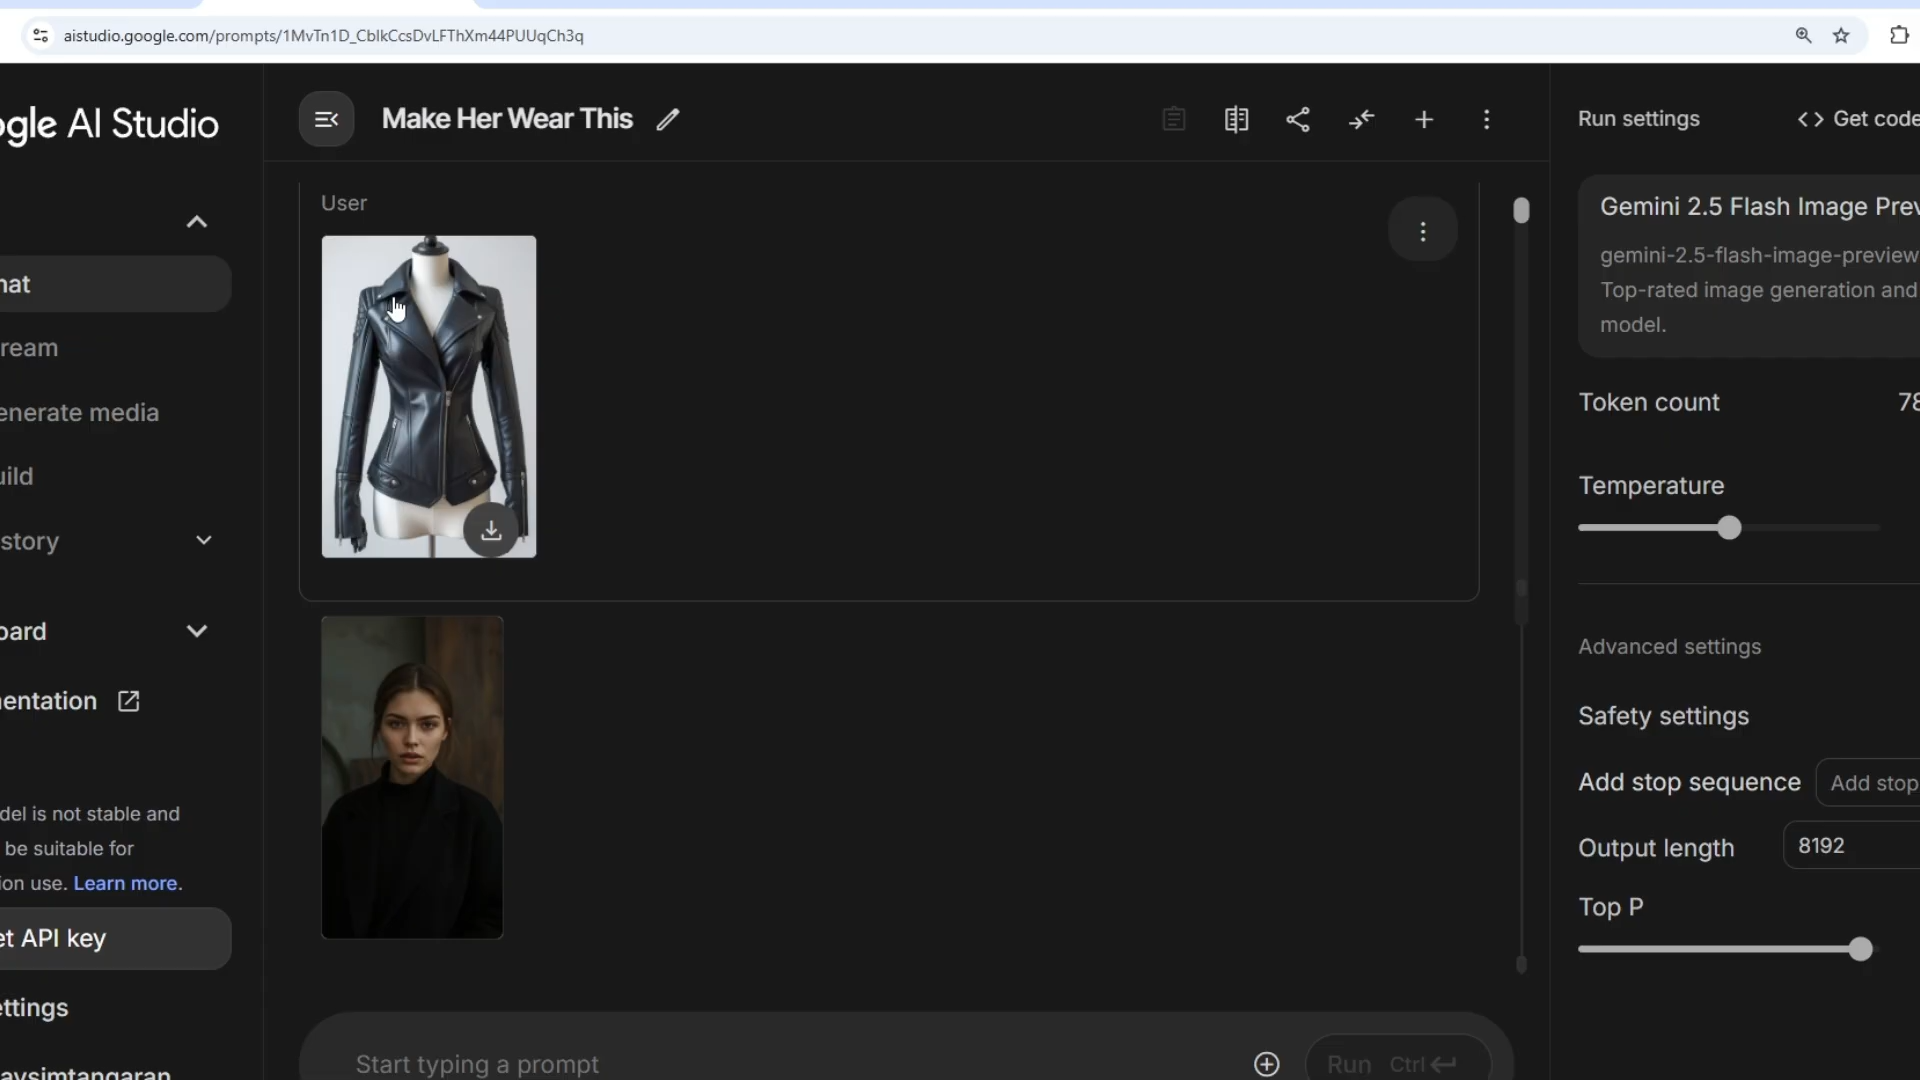 aistudio.google.com/prompts/1MvTn1D_CblkCcsDvLFThXm44PUUqCh3q
ogle AI Studio
hat
ream
enerate media
uild
story
oard
entation
del is not stable and
be suitable for
ion use. Learn more.
et API key
ettings
aysimtangaran
Make Her Wear This
User
Start typing a prompt
Run Ctrl
Run settings
<> Get code
Gemini 2.5 Flash Image Prev
gemini-2.5-flash-image-preview
Top-rated image generation and
model.
Token count 78
Temperature
Advanced settings
Safety settings
Add stop sequence Add stop
Output length 8192
Top P